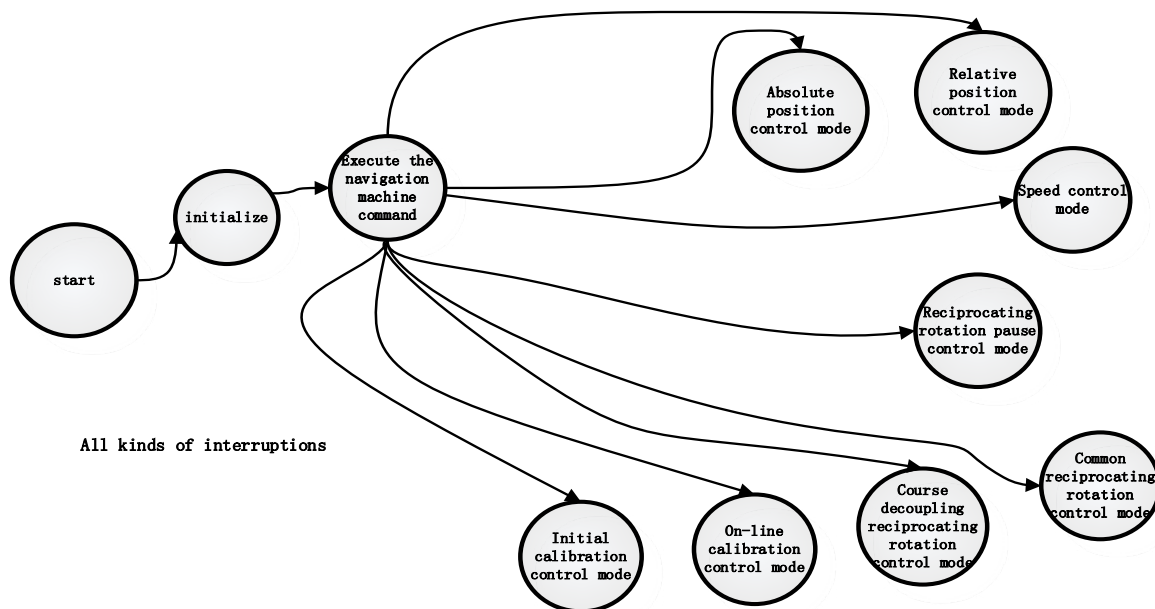 Relative
position
control mode
Absolute
position
control mode
Execute the
navigation
machine
command
Speed control
mode
initialize
start
Reciprocating
rotation pause
control mode
All kinds of interruptions
Common
reciprocating
rotation
control mode
Course
decoupling
reciprocating
rotation
control mode
On-line
calibration
control mode
Initial
calibration
control mode